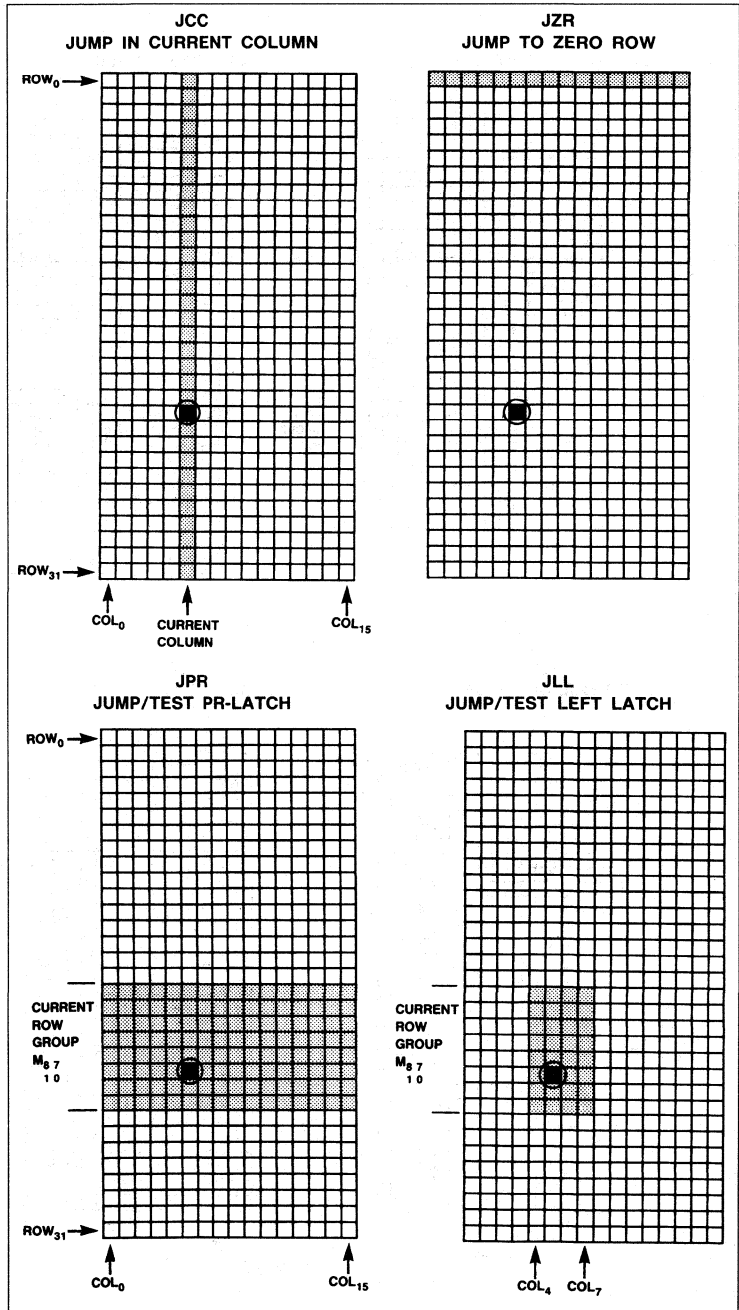 JCC
JUMP IN CURRENT COLUMN
JZR
JUMP TO ZERO ROW
ROW0
ROW31
COL0
CURRENT
COLUMN
COL15
JPR
JUMP/TEST PR-LATCH
JLL
JUMP/TEST LEFT LATCH
ROW0
CURRENT
ROW
GROUP
M8 7
1 0
CURRENT
ROW
GROUP
M8 7
1 0
ROW31
COL0
COL15
COL4
COL7